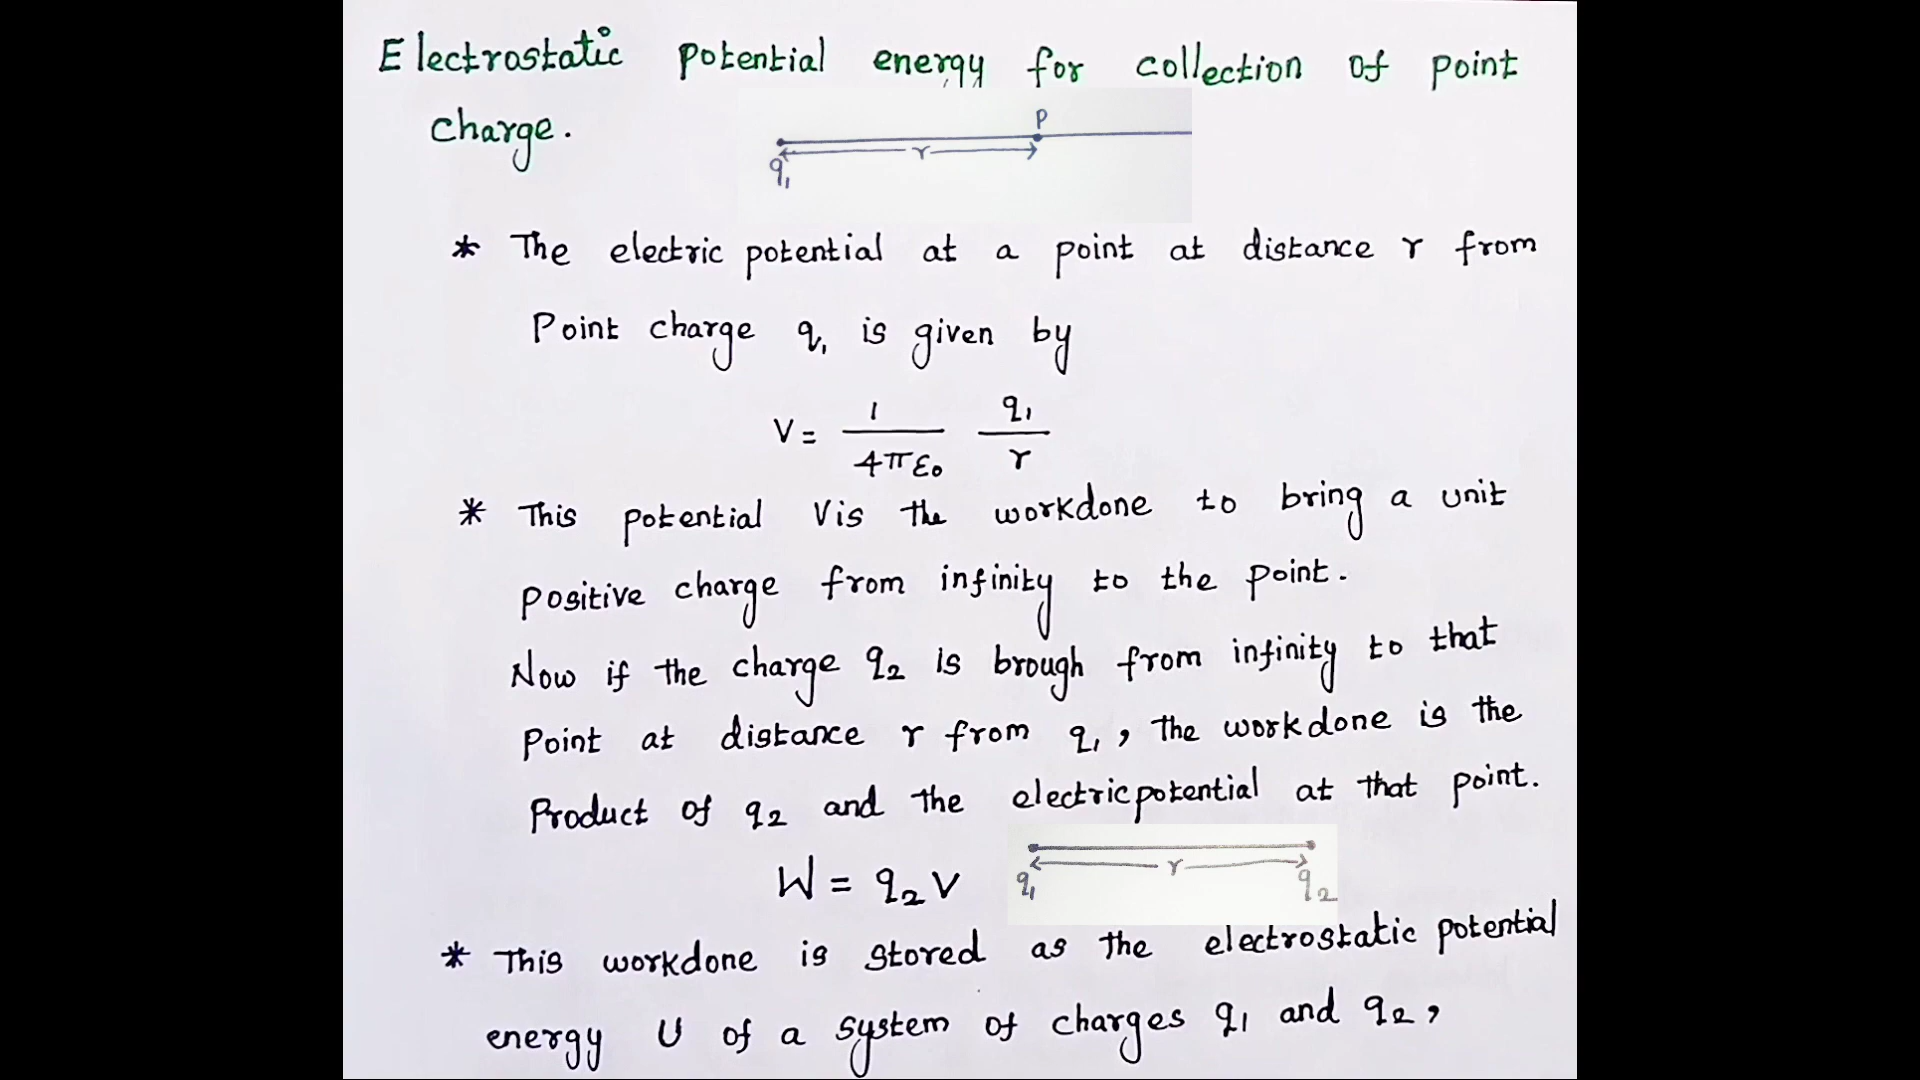 Electrostatic potential energy for collection of point
charge.
P
r
q₁
* The electric potential at a point at distance r from
Point charge q₁ is given by
V = 1/4πε₀ q₁/r
* This potential V is the workdone to bring a unit
positive charge from infinity to the point.
Now if the charge q₂ is brough from infinity to that
Point at distance r from q₁, the workdone is the
Product of q₂ and the electric potential at that point.
W = q₂V
r
q₁ q₂
* This workdone is stored as the electrostatic potential
energy U of a system of charges q₁ and q₂,